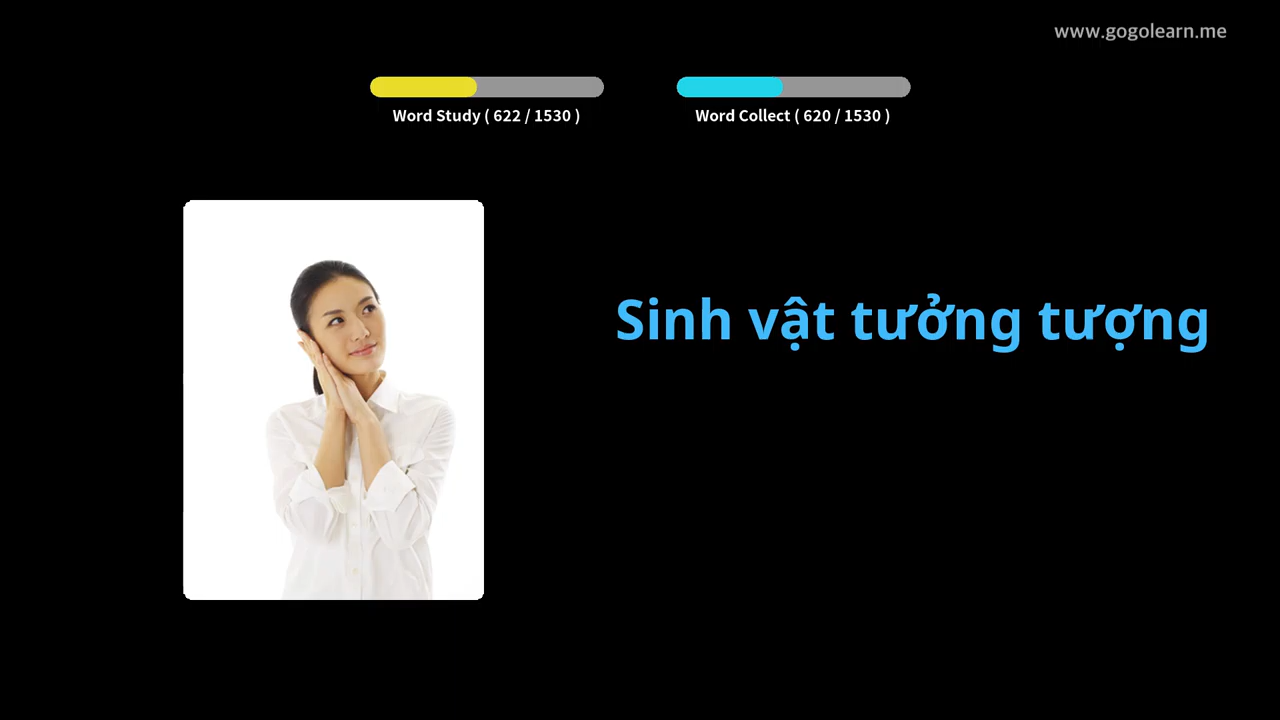 www.gogolearn.me
Word Study ( 622 / 1530 )
Word Collect ( 620 / 1530 )
Sinh vật tưởng tượng